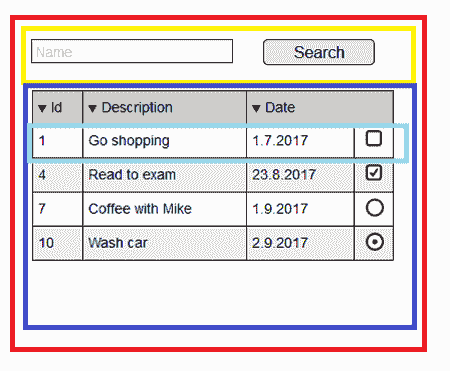 Name Search
▼ Id ▼ Description ▼ Date
1 Go shopping 1.7.2017
4 Read to exam 23.8.2017
7 Coffee with Mike 1.9.2017
10 Wash car 2.9.2017